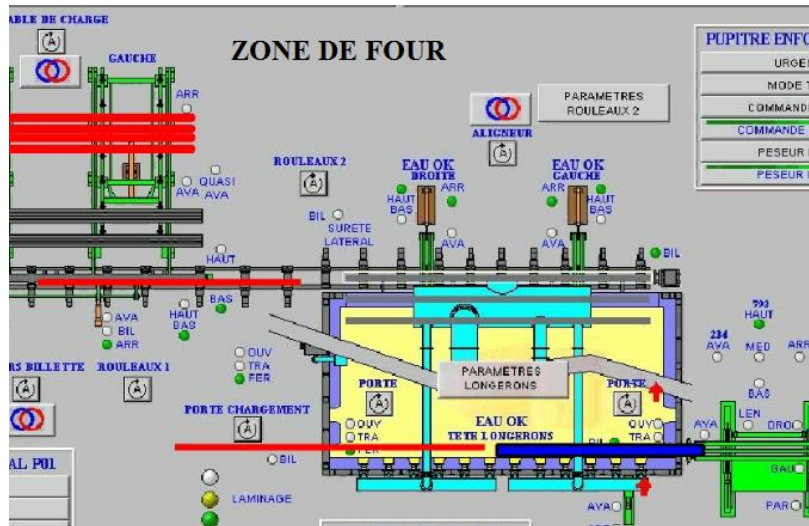 ABLE DE CHARGE
GAUCHE
ZONE DE FOUR
PUPITRE ENFO
URGE
MODE T
COMMANDE
COMMANDE
PESEUR
PESEUR
PARAMETRES
ROULEAUX 2
ALIGNEUR
ARR
QUASI
AVA
AVA
ROULEAUX 2
EAU OK
DROITE
EAU OK
GAUCHE
ARR
ARR
HAUT
BAS
HAUT
BAS
BIL
SURETE
LATERAL
AVA
AVA
BIL
HAUT
BAS
HAUT
BAS
AVA
BIL
ARR
793
HAUT
234
AVA
MED
ARR
BAS
OUV
TRA
FER
RS BILLETTE
ROULEAUX 1
PARAMETRES
LONGERONS
PORTE
PORTE
PORTE CHARGEMENT
OUV
TRA
FER
EAU OK
TETE LONGERONS
BIL
OUV
TRA
AVA
LEN
DRO
GAU
PAR
AL P01
BIL
LAMINAGE
AVA